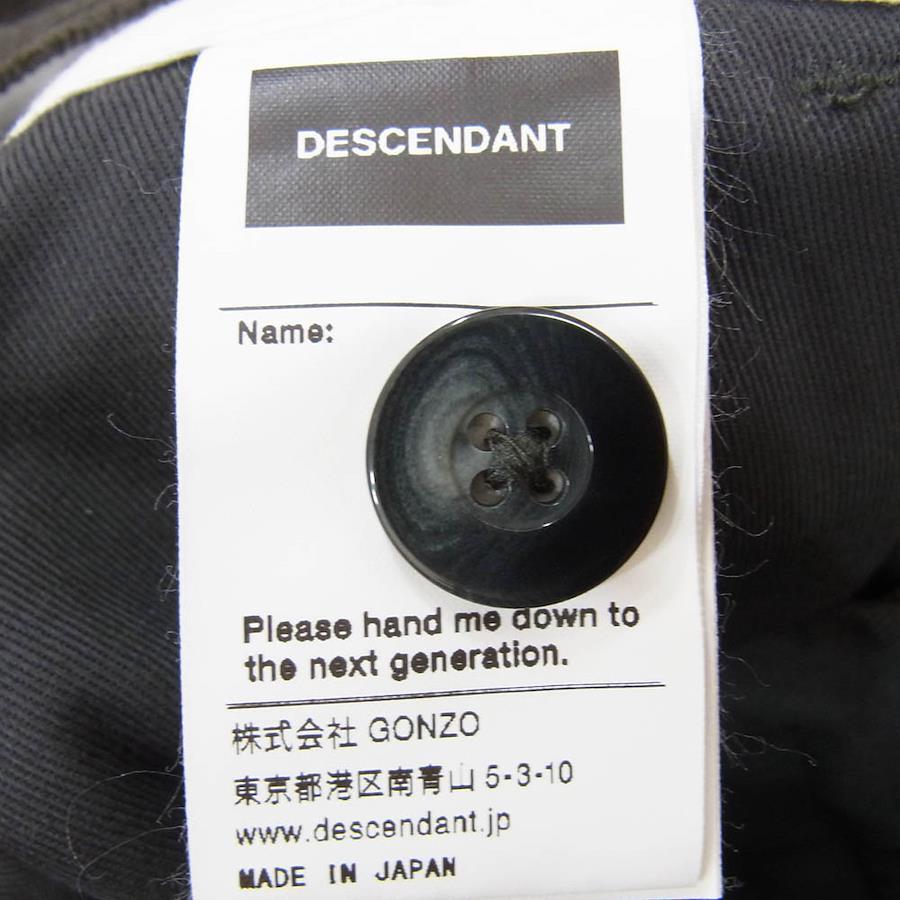 DESCENDANT
Name:
Please hand me down to
the next generation.
株式会社 GONZO
東京都港区南青山 5-3-10
www.descendant.jp
MADE IN JAPAN